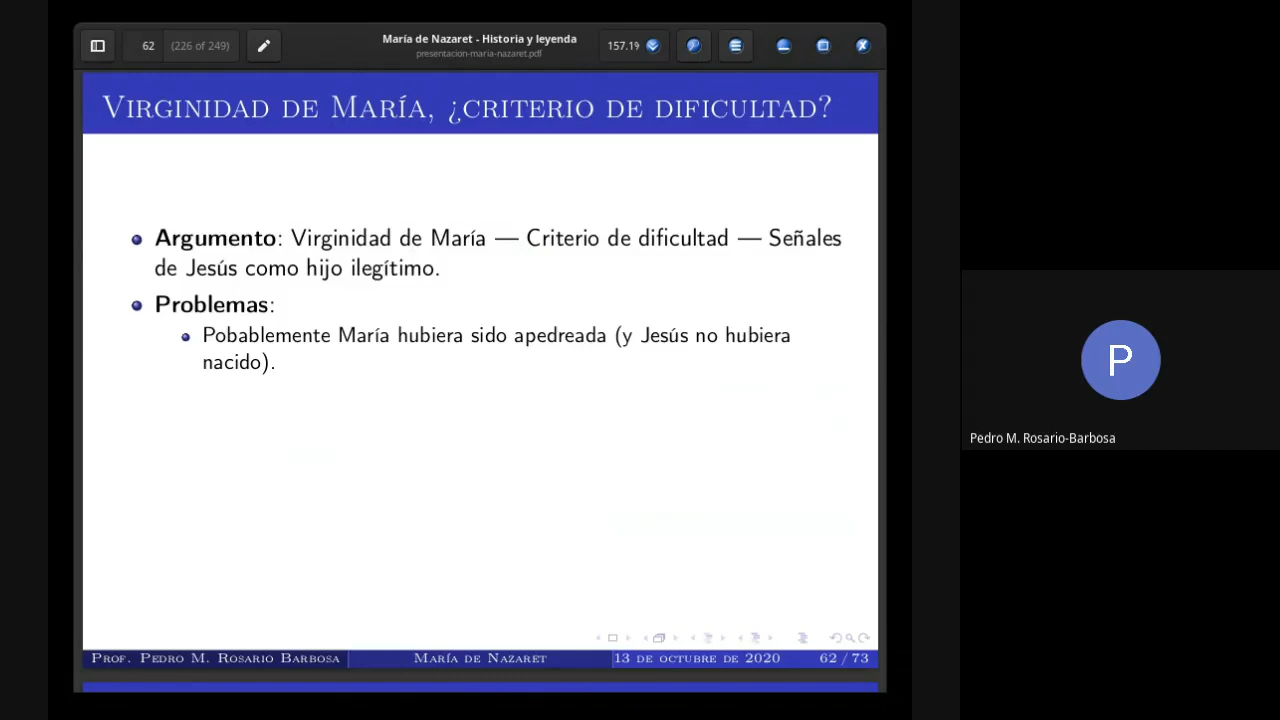 62 (226 of 249)
María de Nazaret - Historia y leyenda
presentacion-maria-nazaret.pdf
157.19
Virginidad de María, ¿criterio de dificultad?
Argumento: Virginidad de María — Criterio de dificultad — Señales
de Jesús como hijo ilegítimo.
Problemas:
Pobablemente María hubiera sido apedreada (y Jesús no hubiera
nacido).
P
Pedro M. Rosario-Barbosa
Prof. Pedro M. Rosario Barbosa María de Nazaret 13 de octubre de 2020 62 / 73